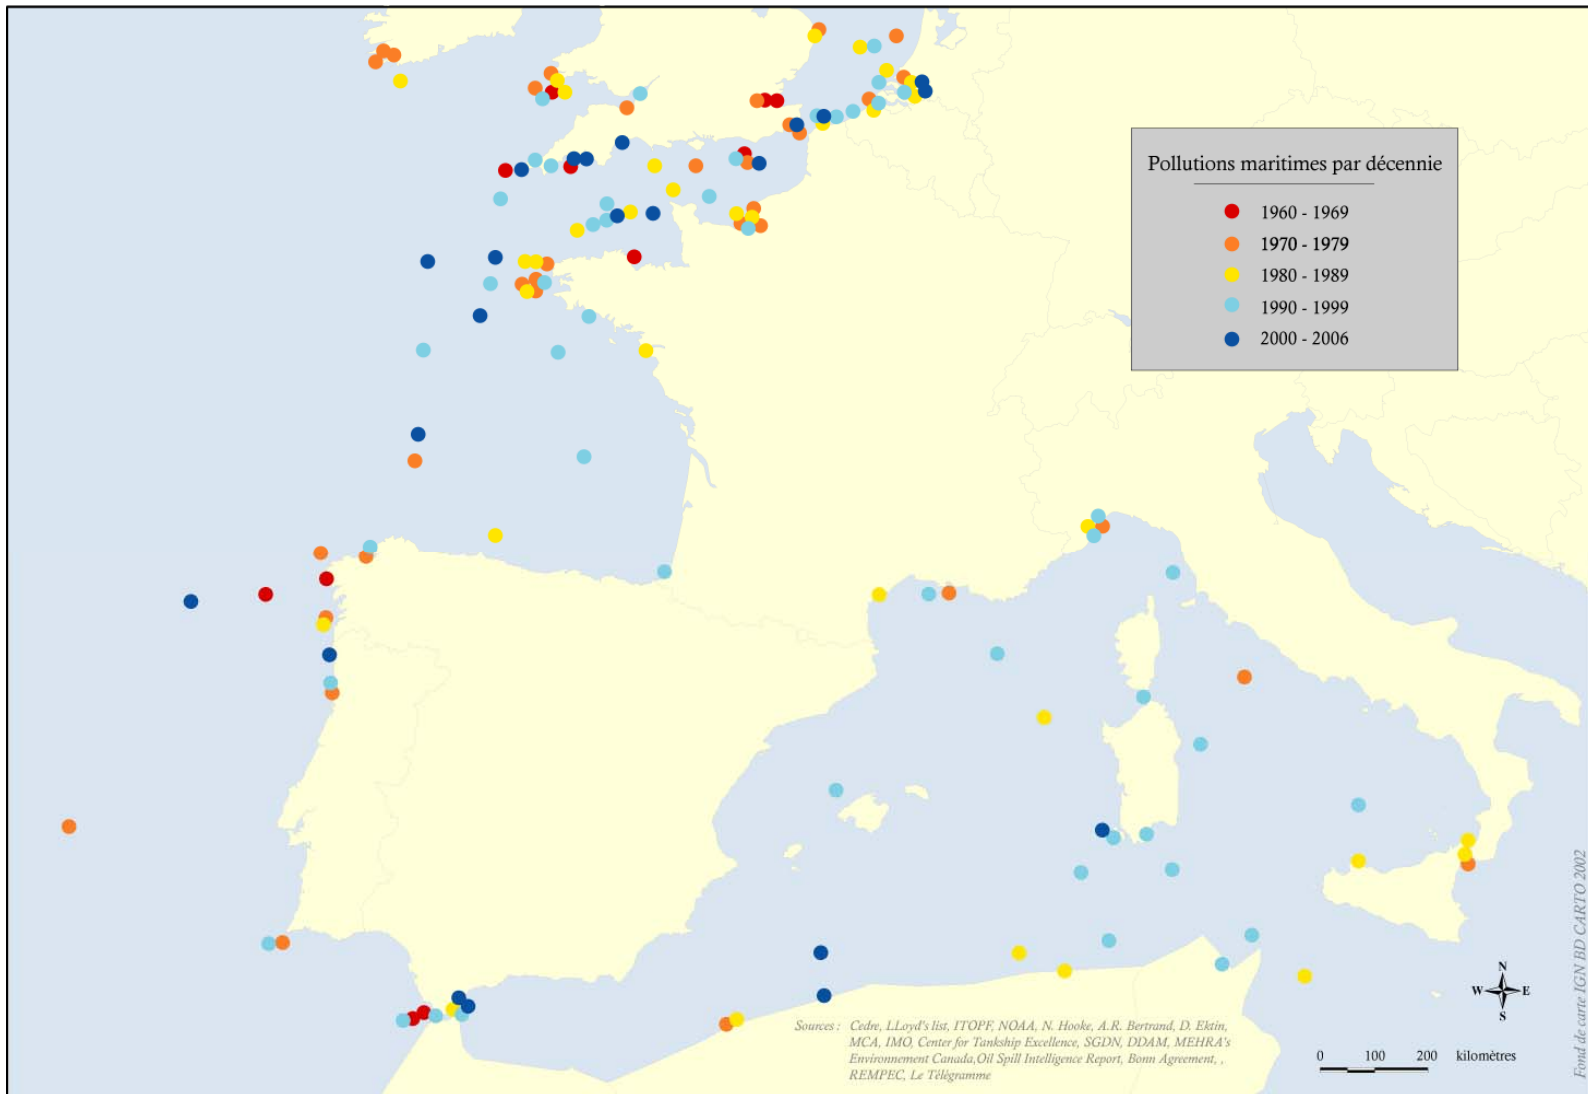 Pollutions maritimes par décennie
1960 - 1969
1970 - 1979
1980 - 1989
1990 - 1999
2000 - 2006
N
W E
S
Sources : Cedre, LLoyd's list, ITOPF, NOAA, N. Hooke, A.R. Bertrand, D. Ektin,
MCA, IMO, Center for Tankship Excellence, SGDN, DDAM, MEHRA's
Environnement Canada,Oil Spill Intelligence Report, Bonn Agreement, ,
REMPEC, Le Télégramme
0 100 200 kilomètres
Fond de carte IGN BD CARTO 2002